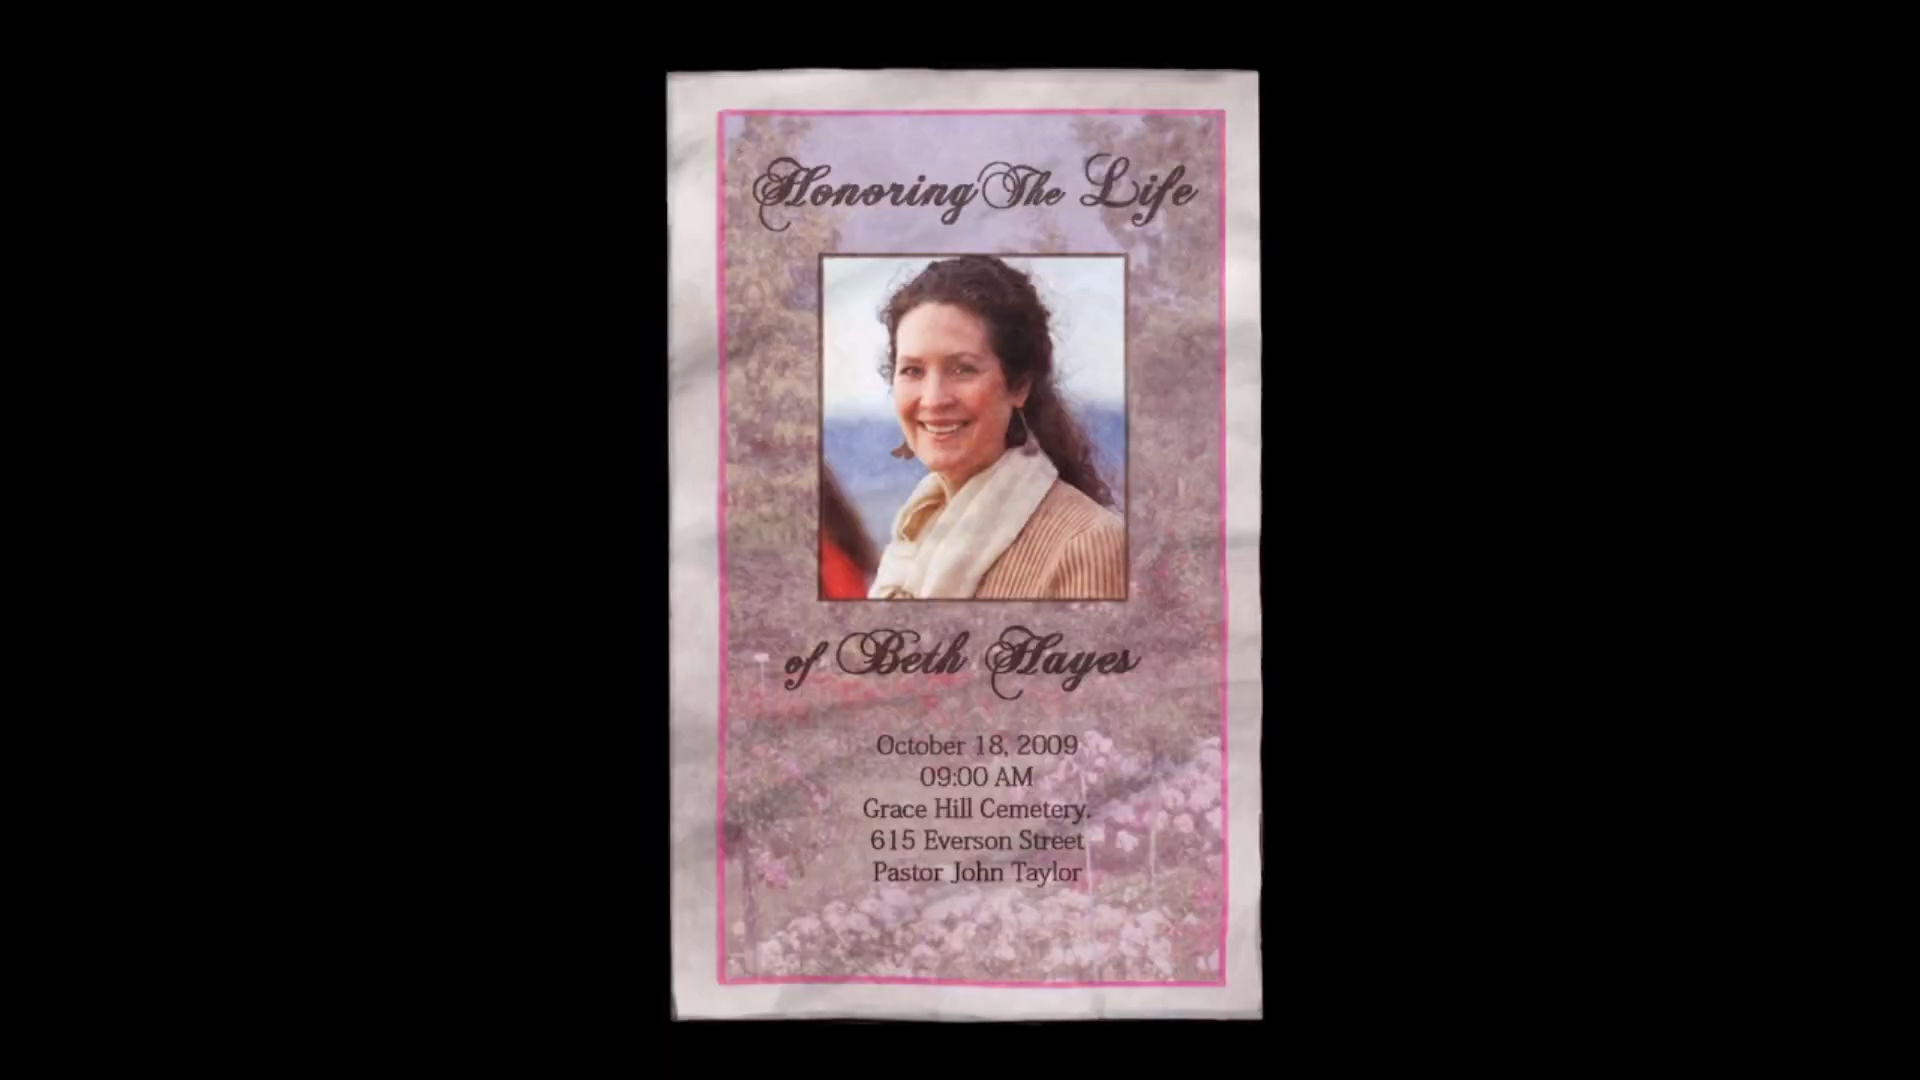 Honoring The Life
of Beth Hayes
October 18, 2009
09:00 AM
Grace Hill Cemetery.
615 Everson Street
Pastor John Taylor